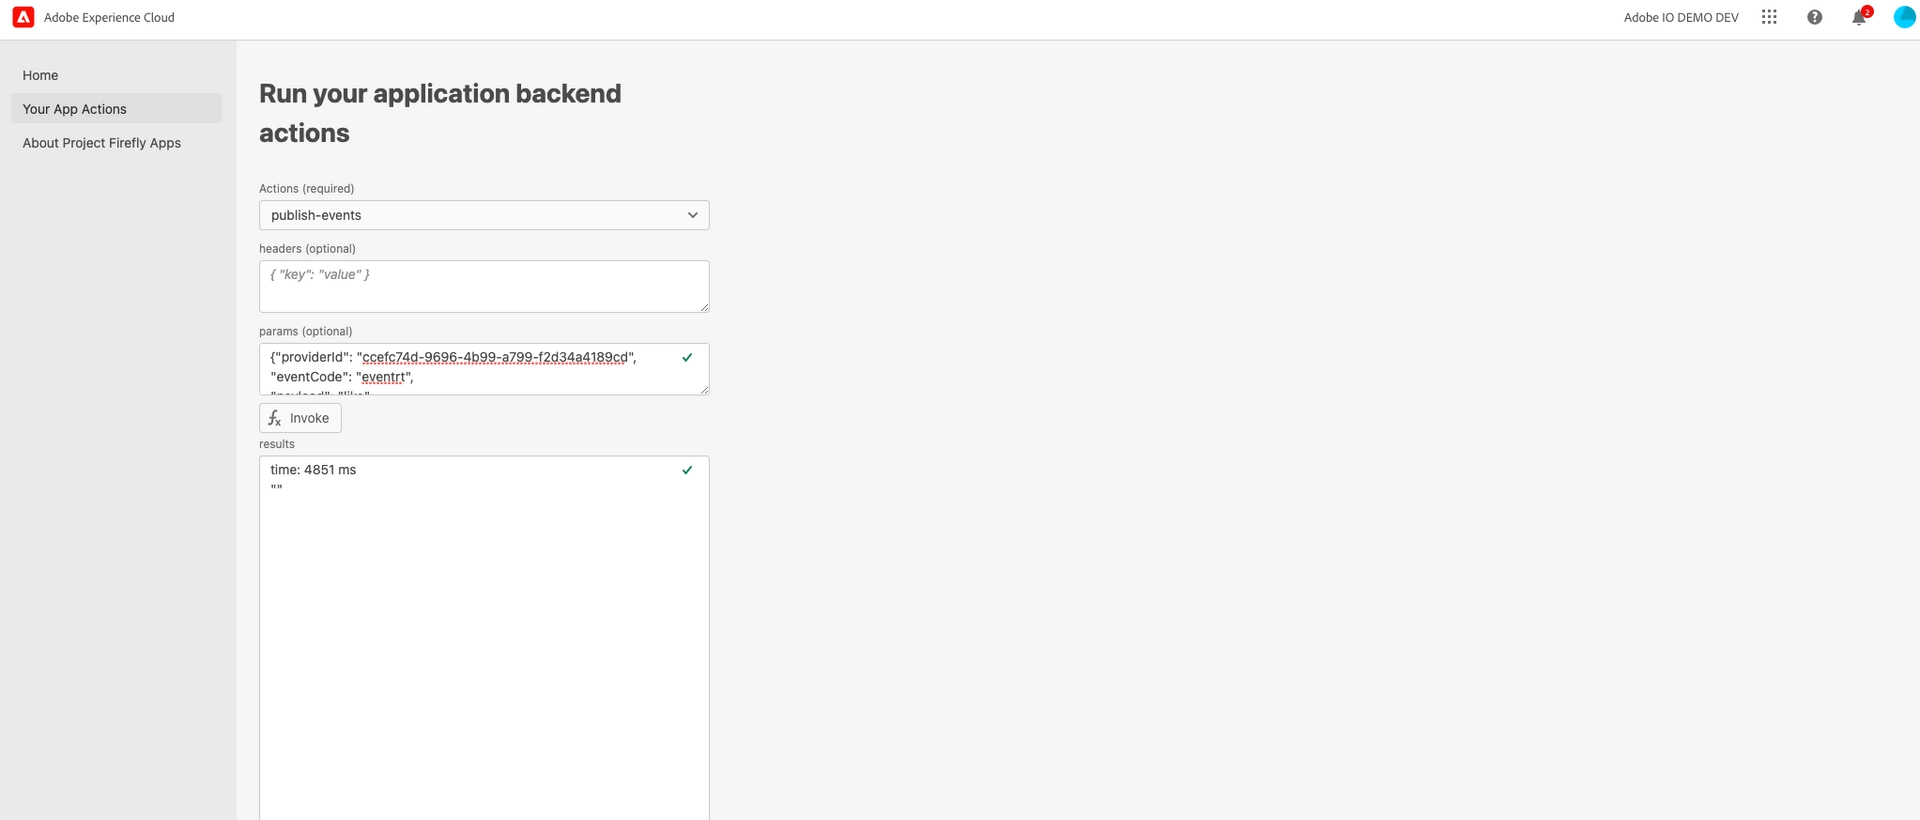 Adobe Experience Cloud
Adobe IO DEMO DEV
2
Home
Your App Actions
About Project Firefly Apps
Run your application backend
actions
Actions (required)
publish-events
headers (optional)
{ "key": "value" }
params (optional)
{"providerId": "ccefc74d-9696-4b99-a799-f2d34a4189cd",
"eventCode": "eventrt",
"payload": "like"
Invoke
results
time: 4851 ms
""